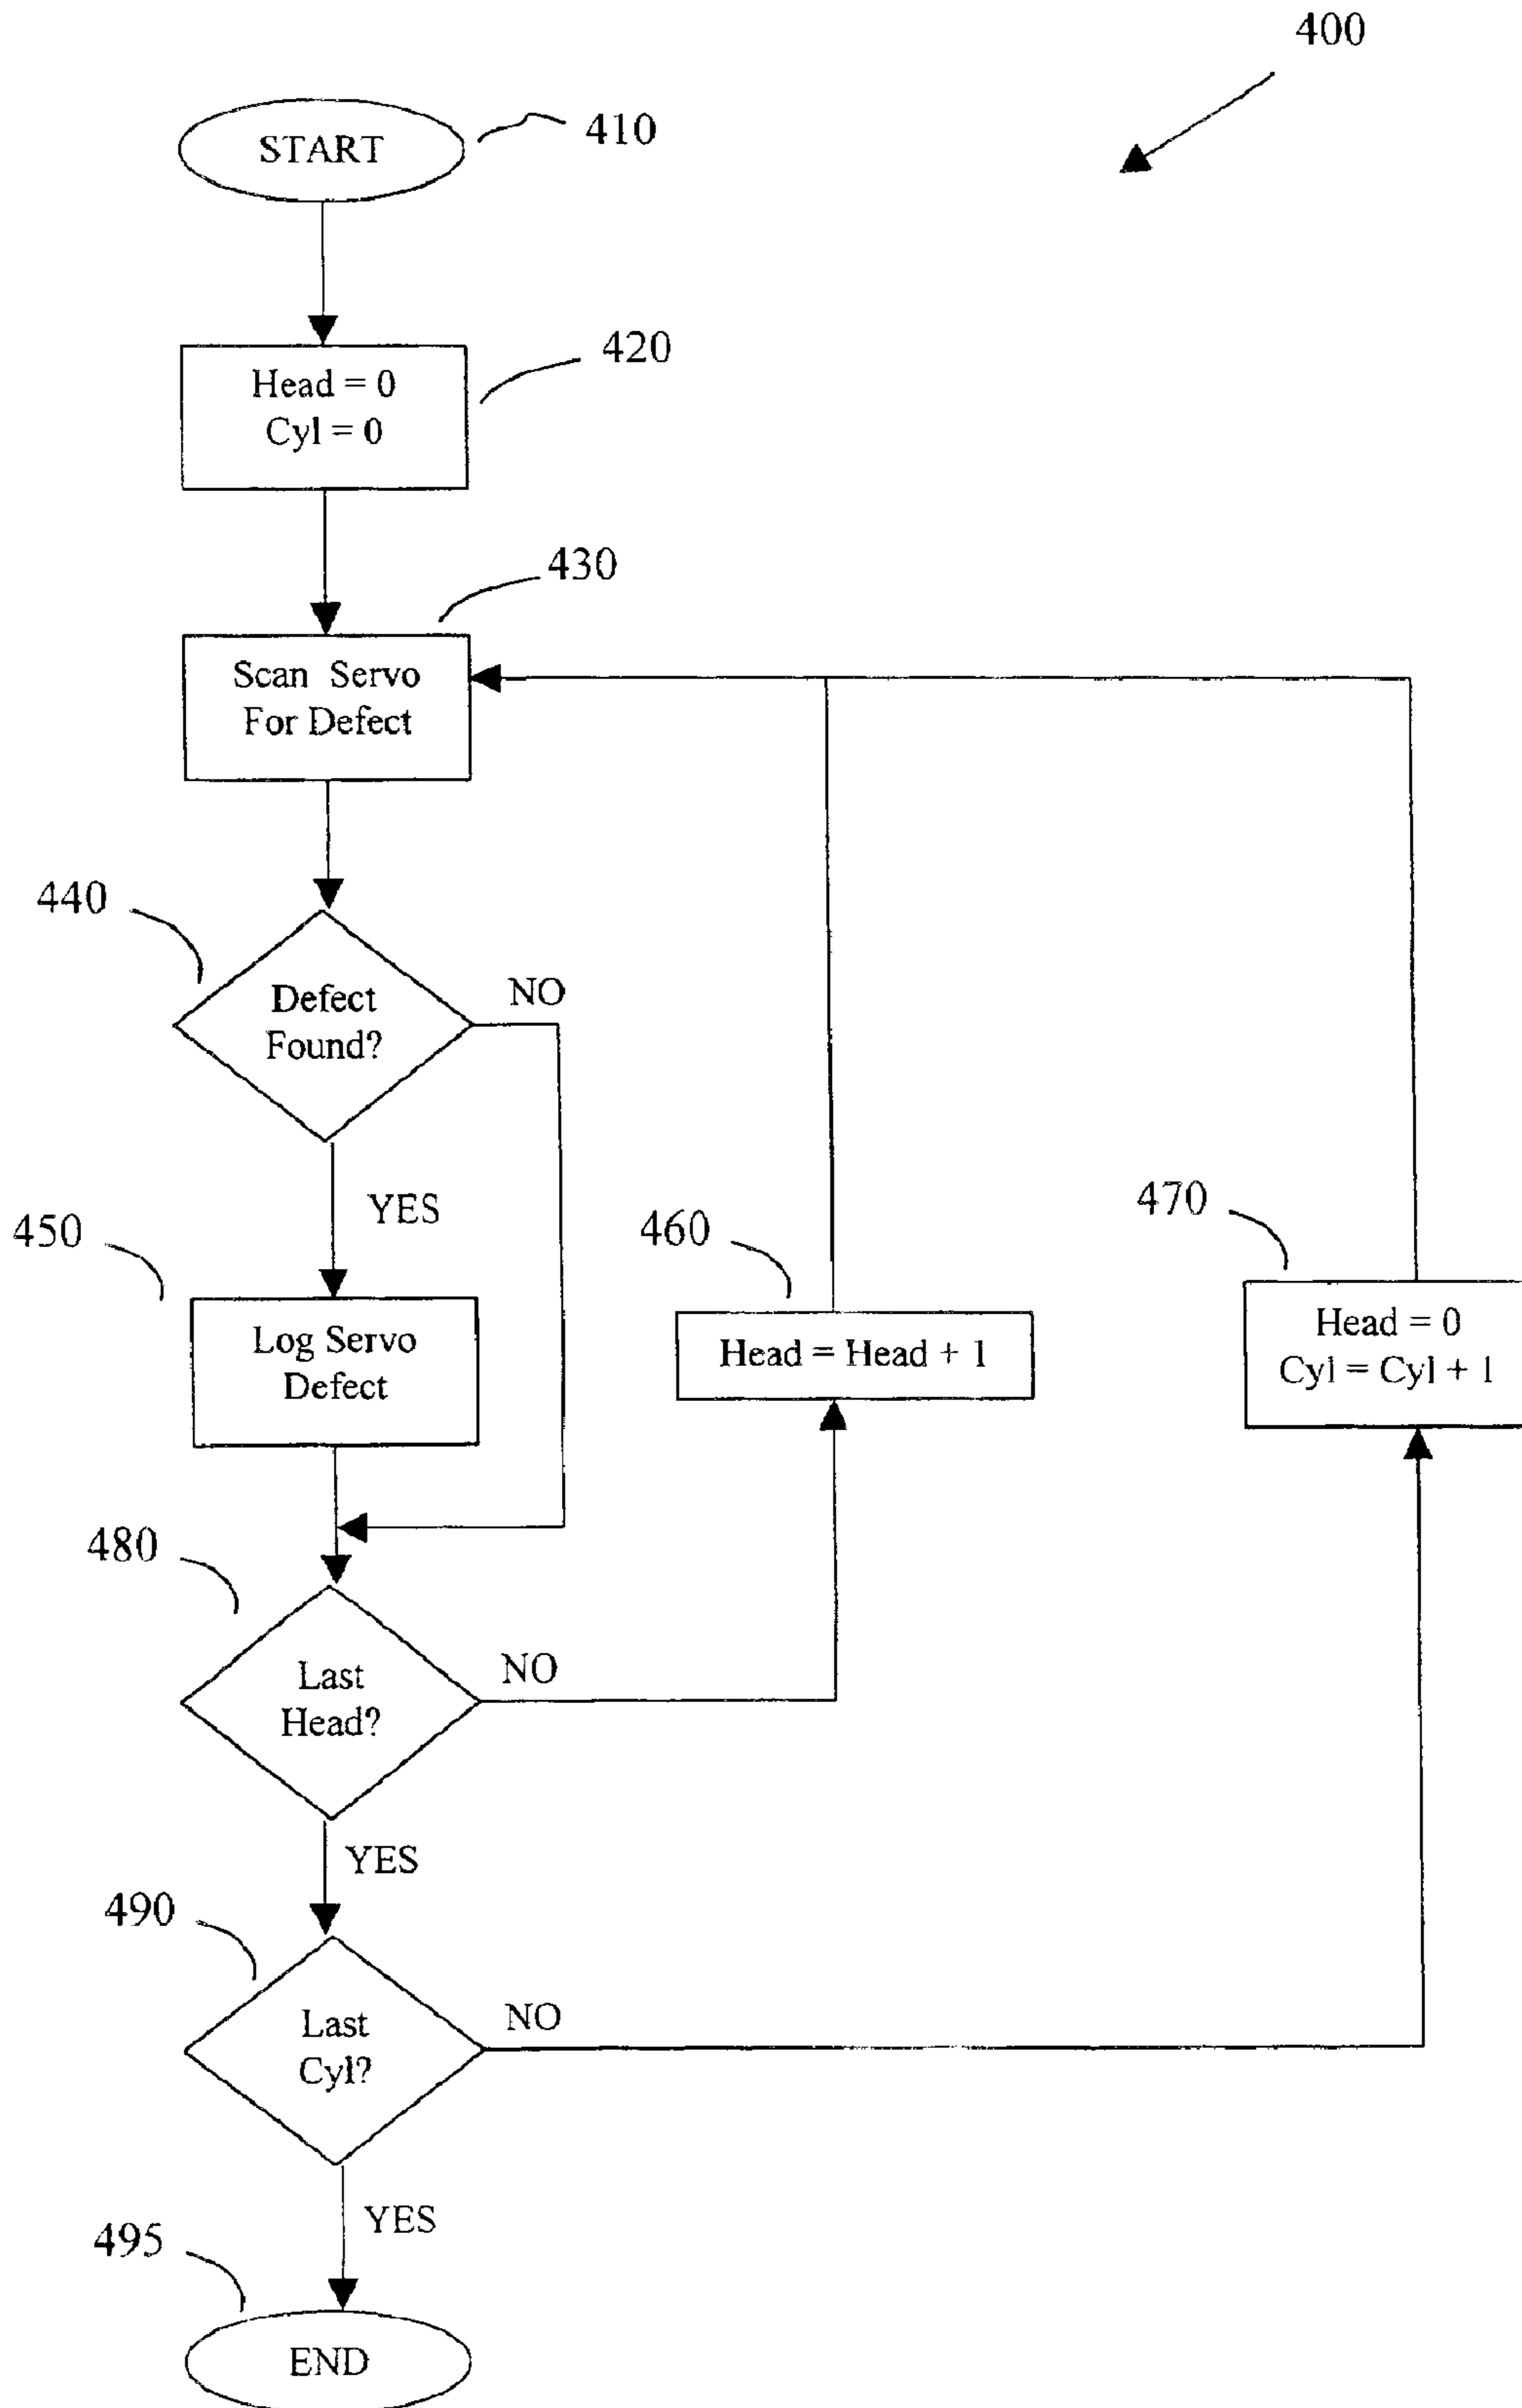 400
START
410
Head = 0
Cyl = 0
420
430
Scan Servo
For Defect
440
Defect
Found?
NO
YES
450
Log Servo
Defect
460
Head = Head + 1
470
Head = 0
Cyl = Cyl + 1
480
Last
Head?
NO
YES
490
Last
Cyl?
NO
YES
495
END